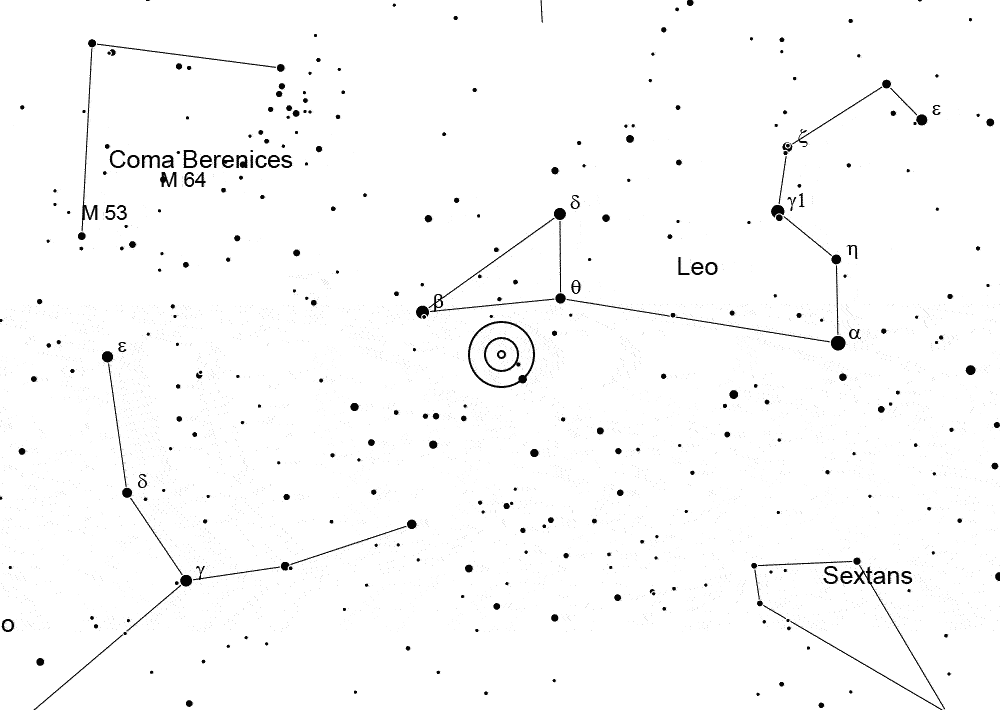 ε
ζ
Coma Berenices
M 64
γ1
δ
M 53
η
Leo
θ
β
α
ε
δ
γ
Sextans
o